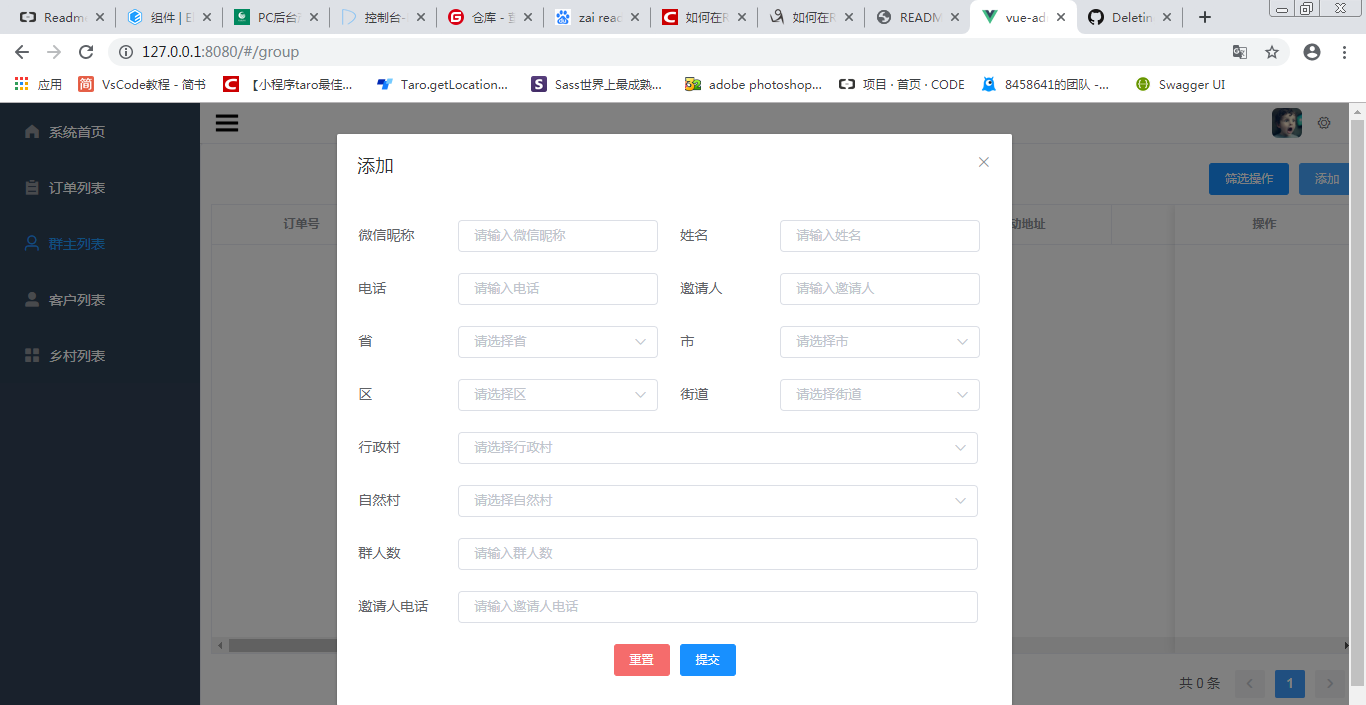 Readm
组件 | El
PC后台
控制台-
仓库 - 
zai reac
如何在R
如何在R
READM
vue-ad
Deletin
127.0.0.1:8080/#/group
应用
简 VsCode教程 - 简书
【小程序taro最佳...
Taro.getLocation...
S Sass世界上最成熟...
adobe photoshop...
项目 · 首页 · CODE
8458641的团队 -...
Swagger UI
系统首页
订单列表
群主列表
客户列表
乡村列表
筛选操作
添加
订单号
动地址
操作
添加
微信昵称 请输入微信昵称 姓名 请输入姓名
电话 请输入电话 邀请人 请输入邀请人
省 请选择省 市 请选择市
区 请选择区 街道 请选择街道
行政村 请选择行政村
自然村 请选择自然村
群人数 请输入群人数
邀请人电话 请输入邀请人电话
重置 提交
共 0 条 1